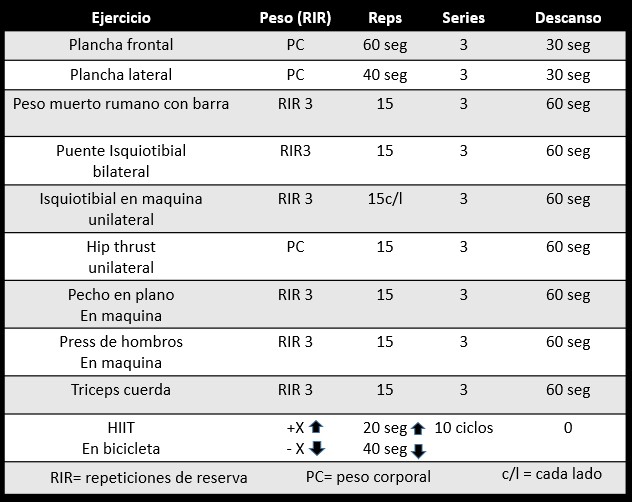 Ejercicio Peso (RIR) Reps Series Descanso
Plancha frontal PC 60 seg 3 30 seg
Plancha lateral PC 40 seg 3 30 seg
Peso muerto rumano con barra RIR 3 15 3 60 seg
Puente Isquiotibial RIR3 15 3 60 seg
bilateral
Isquiotibial en maquina RIR 3 15c/l 3 60 seg
unilateral
Hip thrust PC 15 3 60 seg
unilateral
Pecho en plano RIR 3 15 3 60 seg
En maquina
Press de hombros RIR 3 15 3 60 seg
En maquina
Triceps cuerda RIR 3 15 3 60 seg
HIIT +X 20 seg 10 ciclos 0
En bicicleta - X 40 seg
RIR= repeticiones de reserva PC= peso corporal c/l = cada lado